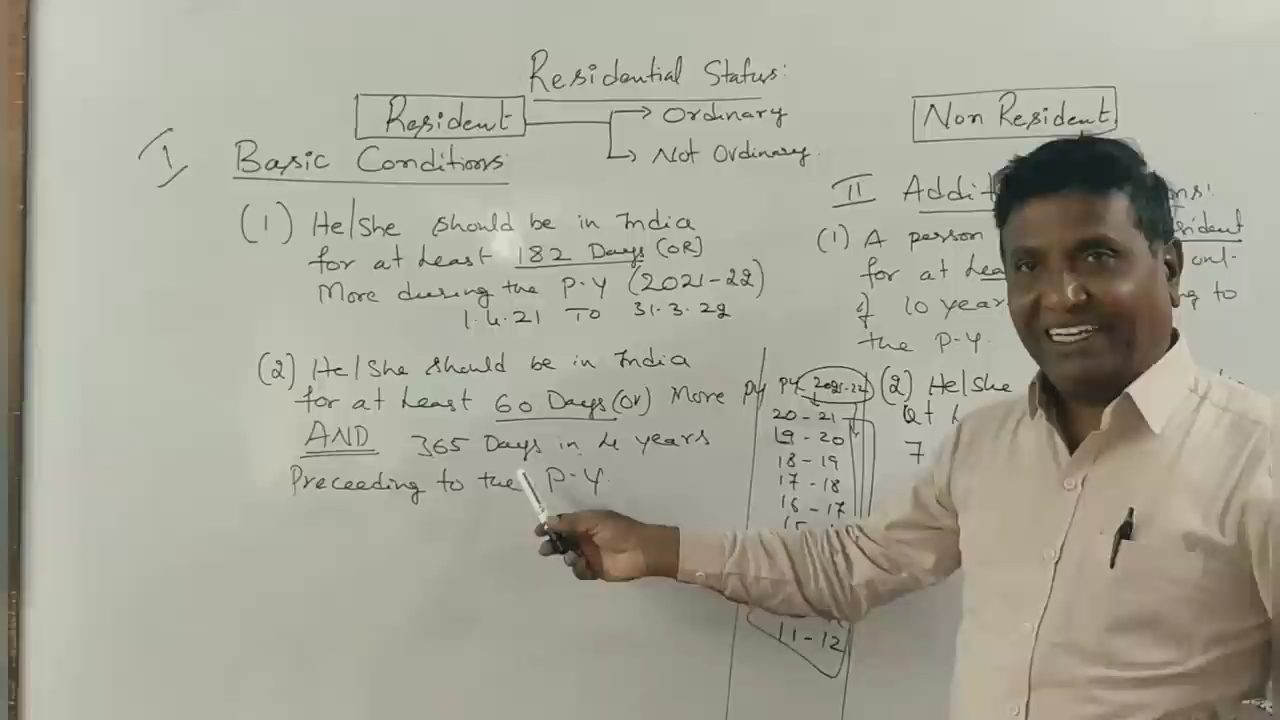 Residential Status:
Resident
Ordinary
Not Ordinary
Non Resident
I Basic Conditions
(1) He/She should be in India
for at Least 182 Days (OR)
More during the P.Y (2021-22)
1.4.21 TO 31.3.22
(2) He/She should be in India
for at Least 60 Days (Or) More
AND 365 Days in 4 years
Preceeding to the P-Y.
PY PY 2021-22
20-21
19-20
18-19
17-18
16-17
11-12
II
(1) A person
for at
10
to
the P-Y.
(2) He/She
at
7